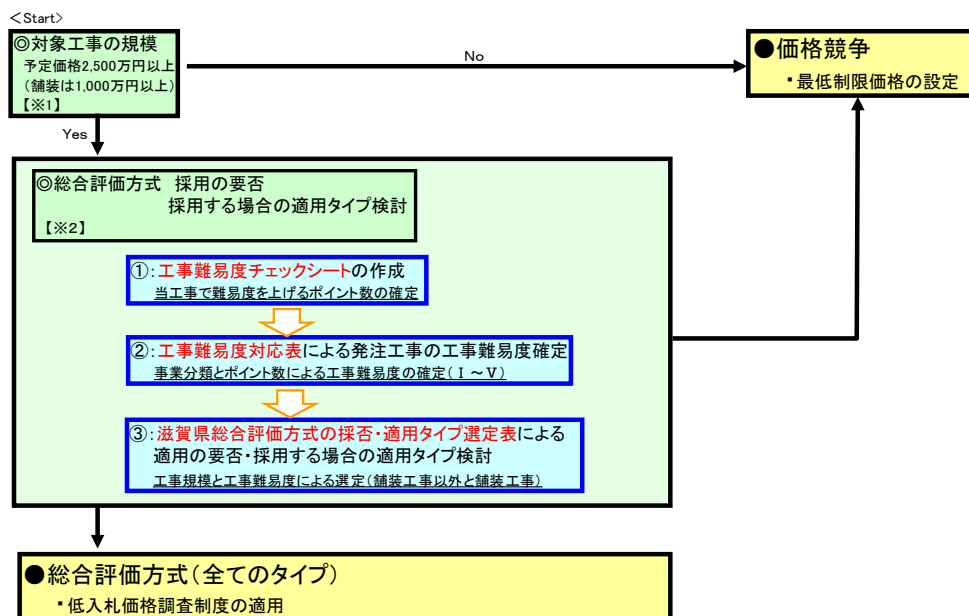 <Start>
◎対象工事の規模
予定価格2,500万円以上
(舗装は1,000万円以上)
【※1】
No
●価格競争
・最低制限価格の設定
Yes
◎総合評価方式 採用の要否
採用する場合の適用タイプ検討
【※2】
①:工事難易度チェックシートの作成
当工事で難易度を上げるポイント数の確定
②:工事難易度対応表による発注工事の工事難易度確定
事業分類とポイント数による工事難易度の確定(Ⅰ～Ⅴ)
③:滋賀県総合評価方式の採否・適用タイプ選定表による
適用の要否・採用する場合の適用タイプ検討
工事規模と工事難易度による選定(舗装工事以外と舗装工事)
●総合評価方式(全てのタイプ)
・低入札価格調査制度の適用